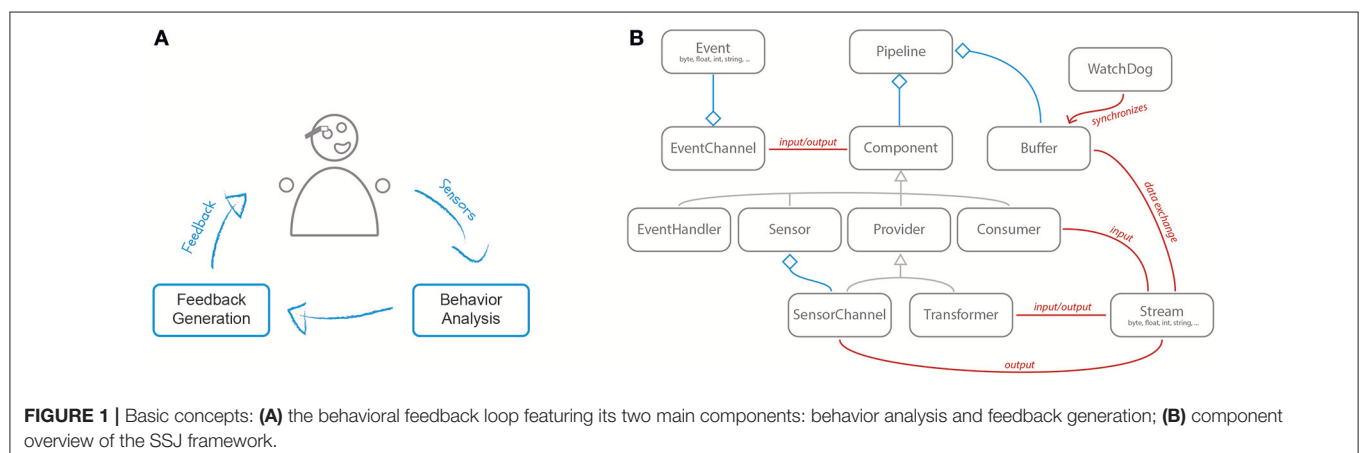 A
Sensors
Feedback
Feedback
Generation
Behavior
Analysis
B
Event
byte, float, int, string, ...
Pipeline
WatchDog
synchronizes
EventChannel
input/output
Component
Buffer
data exchange
EventHandler
Sensor
Provider
Consumer
input
SensorChannel
Transformer
input/output
Stream
byte, float, int, string, ...
output
FIGURE 1 | Basic concepts: (A) the behavioral feedback loop featuring its two main components: behavior analysis and feedback generation; (B) component
overview of the SSJ framework.